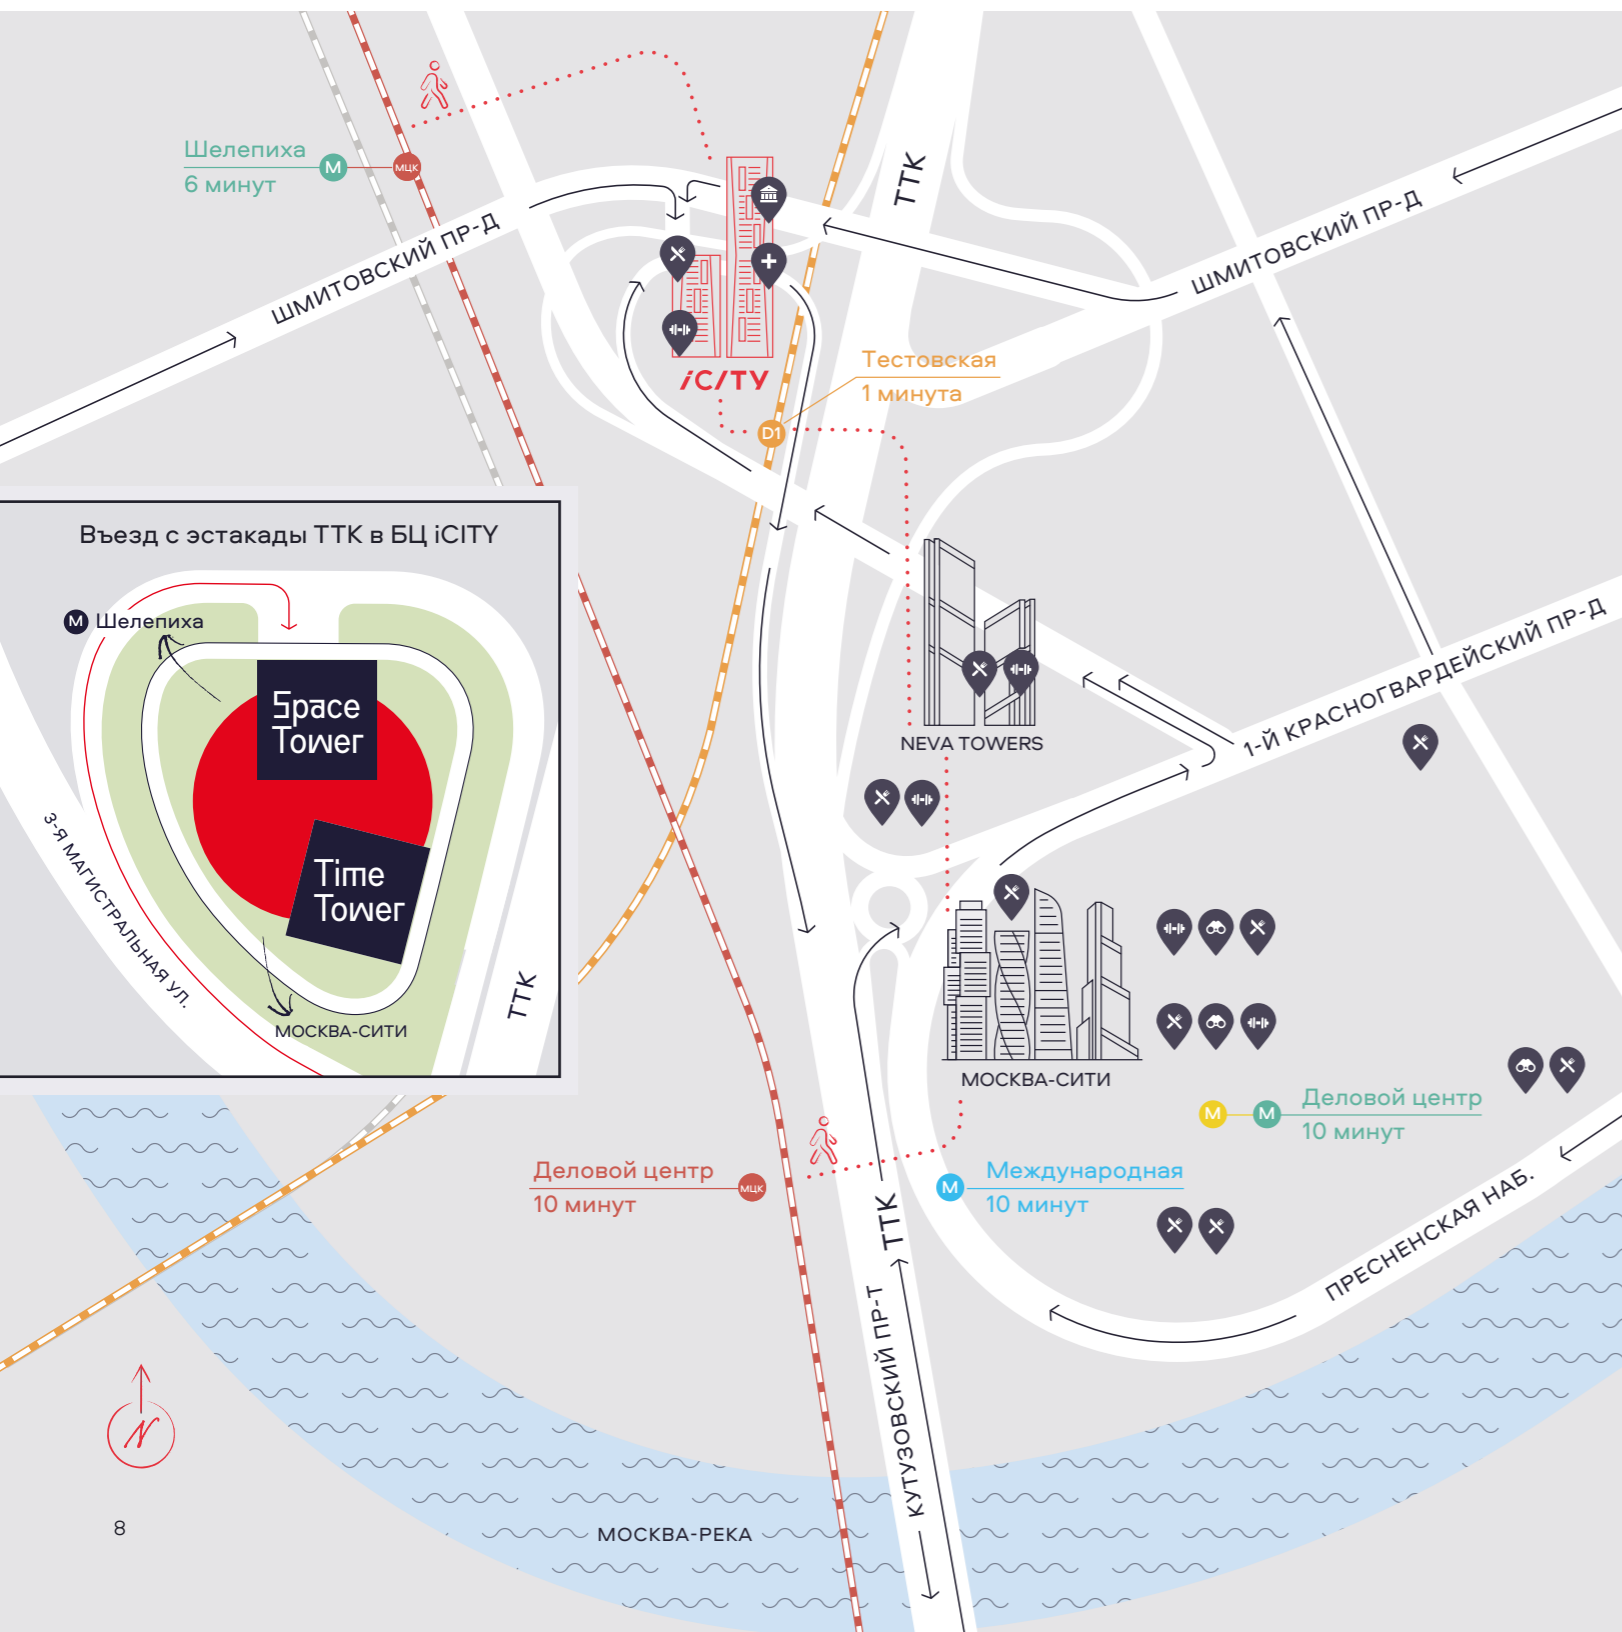 ТТК
Шелепиха
М
МЦК
6 минут
ШМИТОВСКИЙ ПР-Д
ШМИТОВСКИЙ ПР-Д
iCITY
Тестовская
1 минута
D1
Въезд с эстакады ТТК в БЦ iCITY
М Шелепиха
Space
Tower
Time
Tower
3-Я МАГИСТРАЛЬНАЯ УЛ.
ТТК
МОСКВА-СИТИ
NEVA TOWERS
1-Й КРАСНОГВАРДЕЙСКИЙ ПР-Д
МОСКВА-СИТИ
М
М
Деловой центр
10 минут
Деловой центр
МЦК
10 минут
М
Международная
10 минут
ТТК
КУТУЗОВСКИЙ ПР-Т
ПРЕСНЕНСКАЯ НАБ.
N
8
МОСКВА-РЕКА